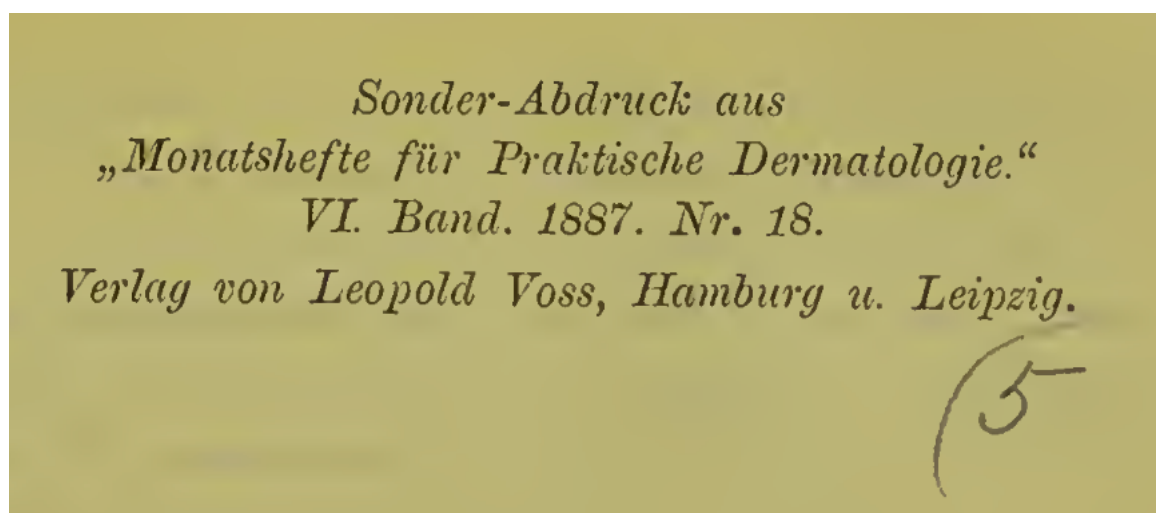 Sonder-Abdruck aus
„Monatshefte für Praktische Dermatologie.“
VI. Band. 1887. Nr. 18.
Verlag von Leopold Voss, Hamburg u. Leipzig.
(5